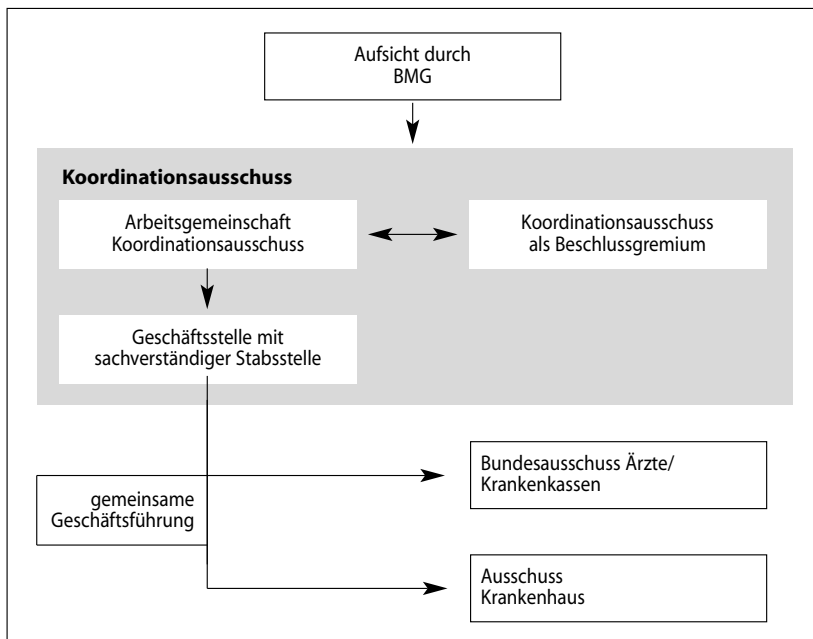 Aufsicht durch
BMG
Koordinationsausschuss
Arbeitsgemeinschaft
Koordinationsausschuss
Koordinationsausschuss
als Beschlussgremium
Geschäftsstelle mit
sachverständiger Stabsstelle
gemeinsame
Geschäftsführung
Bundesausschuss Ärzte/
Krankenkassen
Ausschuss
Krankenhaus